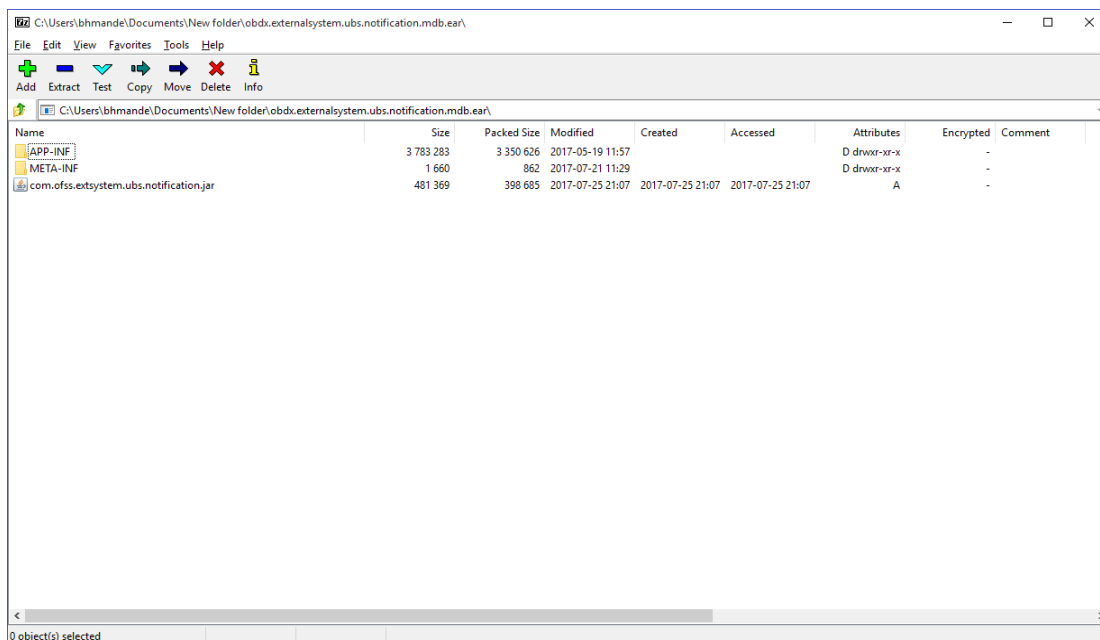 7z C:\Users\bhmande\Documents\New folder\obdx.externalsystem.ubs.notification.mdb.ear\
File Edit View Favorites Tools Help
Add Extract Test Copy Move Delete Info
C:\Users\bhmande\Documents\New folder\obdx.externalsystem.ubs.notification.mdb.ear\
Name Size Packed Size Modified Created Accessed Attributes Encrypted Comment
APP-INF 3 783 283 3 350 626 2017-05-19 11:57 D drwxr-xr-x -
META-INF 1 660 862 2017-07-21 11:29 D drwxr-xr-x -
com.ofss.extsystem.ubs.notification.jar 481 369 398 685 2017-07-25 21:07 2017-07-25 21:07 2017-07-25 21:07 A -
0 object(s) selected